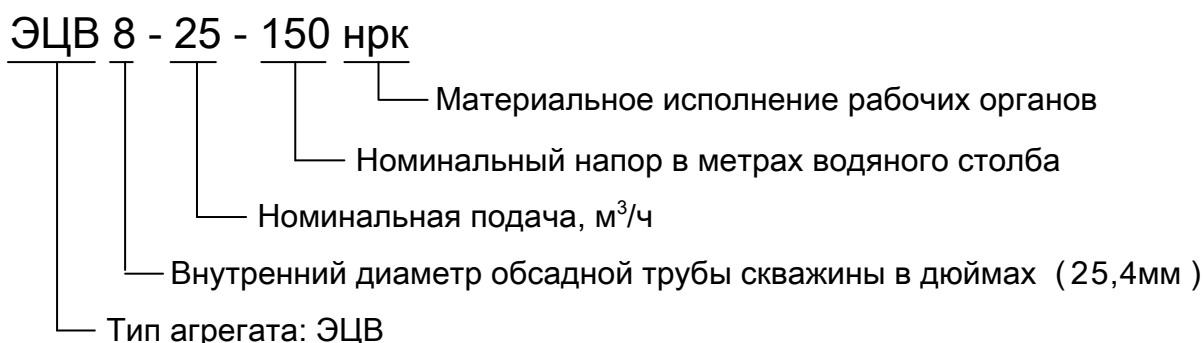 ЭЦВ 8 - 25 - 150 нрк
Материальное исполнение рабочих органов
Номинальный напор в метрах водяного столба
Номинальная подача, м³/ч
Внутренний диаметр обсадной трубы скважины в дюймах (25,4мм)
Тип агрегата: ЭЦВ